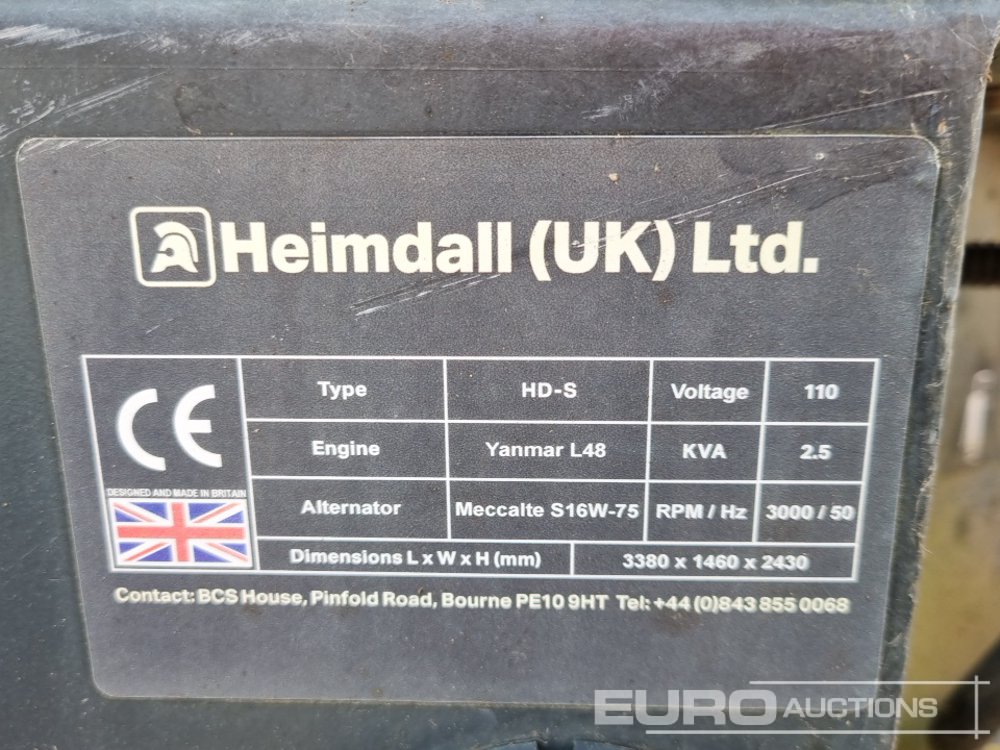 Heimdall (UK) Ltd.
CE
DESIGNED AND MADE IN BRITAIN
Type HD-S Voltage 110
Engine Yanmar L48 KVA 2.5
Alternator Meccalte S16W-75 RPM / Hz 3000 / 50
Dimensions L x W x H (mm) 3380 x 1460 x 2430
Contact: BCS House, Pinfold Road, Bourne PE10 9HT Tel: +44 (0)843 855 0068
EURO AUCTIONS